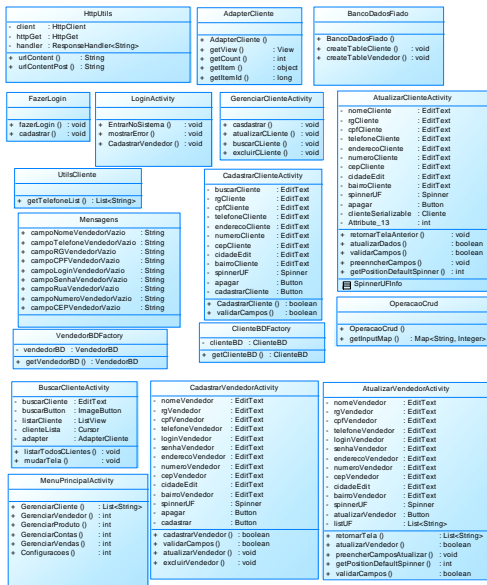 HttpUtils
- client : HttpClient
- httpGet : HttpGet
- handler : ResponseHandler<String>
+ urlContent () : String
+ urlContentPost () : String
AdapterCliente
+ AdapterCliente ()
+ getView () : View
+ getCount () : int
+ getItem () : object
+ getItemId () : long
BancoDadosFiado
+ BancoDadosFiado ()
+ createTableCliente () : void
+ createTableVendedor () : void
FazerLogin
+ fazerLogin () : void
+ cadastrar () : void
LoginActivity
+ EntrarNoSistema () : void
+ mostrarError () : void
+ CadastrarVendedor () : void
GerenciarClienteActivity
+ casdastrar () : void
+ atualizarCLiente () : void
+ buscarCLiente () : void
+ excluirCLiente () : void
AtualizarClienteActivity
- nomeCliente : EditText
- rgCliente : EditText
- cpfCliente : EditText
- telefoneCliente : EditText
- enderecoCliente : EditText
- numeroCliente : EditText
- cepCliente : EditText
- cidadeEdit : EditText
- bairroCliente : EditText
- spinnerUF : Spinner
- apagar : Button
- clienteSerializable : Cliente
- Attribute_13 : int
+ retornarTelaAnterior () : void
+ atualizarDados () : boolean
+ validarCampos () : boolean
+ preenncherCampos () : void
+ getPositionDefaultSpinner () : int
SpinnerUFInfo
UtilsCliente
+ getTelefoneList () : List<String>
CadastrarClienteActivity
- buscarCliente : EditText
- rgCliente : EditText
- cpfCliente : EditText
- telefoneCliente : EditText
- enderecoCliente : EditText
- numeroCliente : EditText
- cepCliente : EditText
- cidadeEdit : EditText
- bairroCliente : EditText
- spinnerUF : Spinner
- apagar : Button
- cadastrarCliente : Button
+ CadastrarCliente () : boolean
+ validarCampos () : boolean
Mensagens
+ campoNomeVendedorVazio : String
+ campoTelefoneVendedorVazio : String
+ campoRGVendedorVazio : String
+ campoCPFVendedorVazio : String
+ campoLoginVendedorVazio : String
+ campoSenhaVendedorVazio : String
+ campoRuaVendedorVazio : String
+ campoNumeroVendedorVazio : String
+ campoCEPVendedorVazio : String
OperacaoCrud
+ OperacaoCrud ()
+ getInputMap () : Map<String, Integer>
VendedorBDFactory
- vendedorBD : VendedorBD
+ getVendedorBD () : VendedorBD
ClienteBDFactory
- clienteBD : ClienteBD
+ getClienteBD () : ClienteBD
BuscarClienteActivity
- buscarCliente : EditText
- buscarButton : ImageButton
- listarCliente : ListView
- clienteLista : Cursor
- adapter : AdapterCliente
+ listarTodosCLientes () : void
+ mudarTela () : void
CadastrarVendedorActivity
- nomeVendedor : EditText
- rgVendedor : EditText
- cpfVendedor : EditText
- telefoneVendedor : EditText
- loginVendedor : EditText
- senhaVendedor : EditText
- enderecoVendedor : EditText
- numeroVendedor : EditText
- cepVendedor : EditText
- cidadeEdit : EditText
- bairroVendedor : EditText
- spinnerUF : Spinner
- apagar : Button
- cadastrar : Button
+ cadastrarVendedor () : boolean
+ validarCampos () : boolean
+ atualizarVendedor () : void
+ excluirVendedor () : void
AtualizarVendedorActivity
- nomeVendedor : EditText
- rgVendedor : EditText
- cpfVendedor : EditText
- telefoneVendedor : EditText
- loginVendedor : EditText
- senhaVendedor : EditText
- enderecoVendedor : EditText
- numeroVendedor : EditText
- cepVendedor : EditText
- cidadeEdit : EditText
- bairroVendedor : EditText
- spinnerUF : Spinner
- atualizarVendedor : Button
- listUF : List<String>
+ retornarTela () : List<String>
+ atualizarVendedor () : boolean
+ preencherCamposAtualizar () : void
+ getPositionDefaultSpinner () : int
+ validarCampos () : boolean
MenuPrincipalActivity
+ GerenciarCliente () : List<String>
+ GerenciarVendedor () : int
+ GerenciarProduto () : int
+ GerenciarContas () : int
+ GerenciarVendas () : int
+ Configuracoes () : int